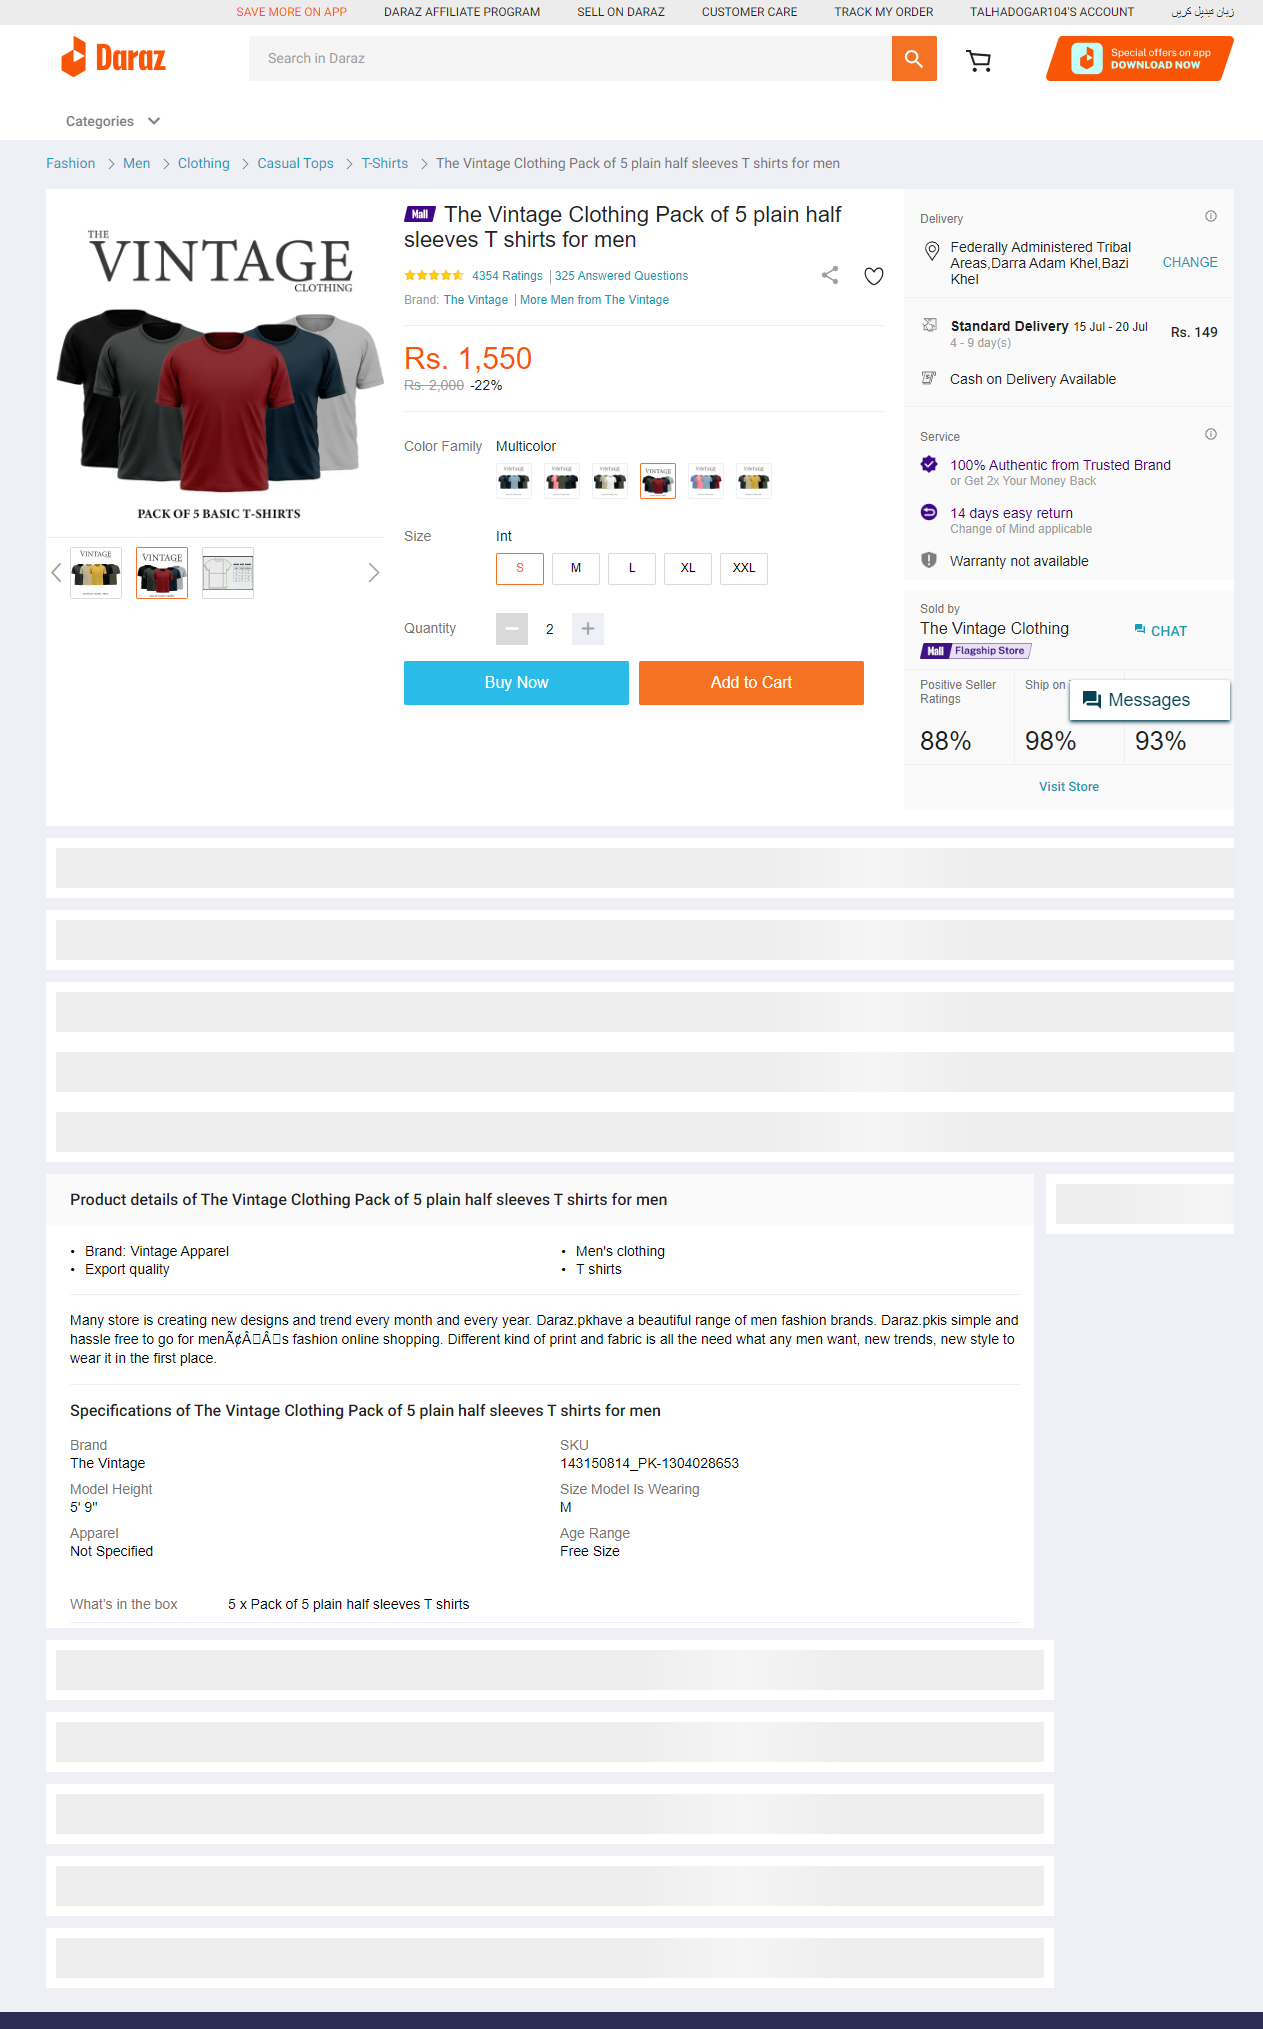 SAVE MORE ON APP
DARAZ AFFILIATE PROGRAM
SELL ON DARAZ
CUSTOMER CARE
TRACK MY ORDER
TALHADOGAR104'S ACCOUNT
زبان تبدیل کریں
Daraz
Search in Daraz
Special offers on app
DOWNLOAD NOW
Categories
Fashion
Men
Clothing
Casual Tops
T-Shirts
The Vintage Clothing Pack of 5 plain half sleeves T shirts for men
THE
VINTAGE
CLOTHING
PACK OF 5 BASIC T-SHIRTS
VINTAGE
VINTAGE
Mall The Vintage Clothing Pack of 5 plain half
sleeves T shirts for men
4354 Ratings | 325 Answered Questions
Brand: The Vintage | More Men from The Vintage
Rs. 1,550
Rs. 2,000 -22%
Color Family Multicolor
VINTAGE
VINTAGE
VINTAGE
VINTAGE
VINTAGE
VINTAGE
Size Int
S
M
L
XL
XXL
Quantity
2
Buy Now
Add to Cart
Delivery
Federally Administered Tribal
Areas,Darra Adam Khel,Bazi
Khel
CHANGE
Standard Delivery 15 Jul - 20 Jul
4 - 9 day(s)
Rs. 149
Cash on Delivery Available
Service
100% Authentic from Trusted Brand
or Get 2x Your Money Back
14 days easy return
Change of Mind applicable
Warranty not available
Sold by
The Vintage Clothing
Mall Flagship Store
CHAT
Positive Seller
Ratings
88%
Ship on
98%
Messages
93%
Visit Store
Product details of The Vintage Clothing Pack of 5 plain half sleeves T shirts for men
• Brand: Vintage Apparel
• Men's clothing
• Export quality
• T shirts
Many store is creating new designs and trend every month and every year. Daraz.pkhave a beautiful range of men fashion brands. Daraz.pkis simple and
hassle free to go for menÃ¢ÂÂs fashion online shopping. Different kind of print and fabric is all the need what any men want, new trends, new style to
wear it in the first place.
Specifications of The Vintage Clothing Pack of 5 plain half sleeves T shirts for men
Brand
The Vintage
SKU
143150814_PK-1304028653
Model Height
5' 9"
Size Model Is Wearing
M
Apparel
Not Specified
Age Range
Free Size
What's in the box
5 x Pack of 5 plain half sleeves T shirts